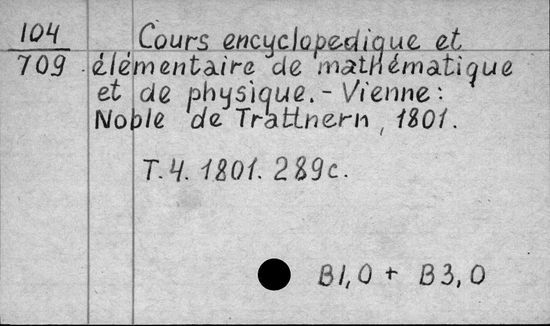 104
709
Cours encyclopedique et
élémentaire de mathématique
et de physique. - Vienne:
Noble de Trattnern, 1801.
T. 4. 1801. 289c.
B1,0 + B3,0